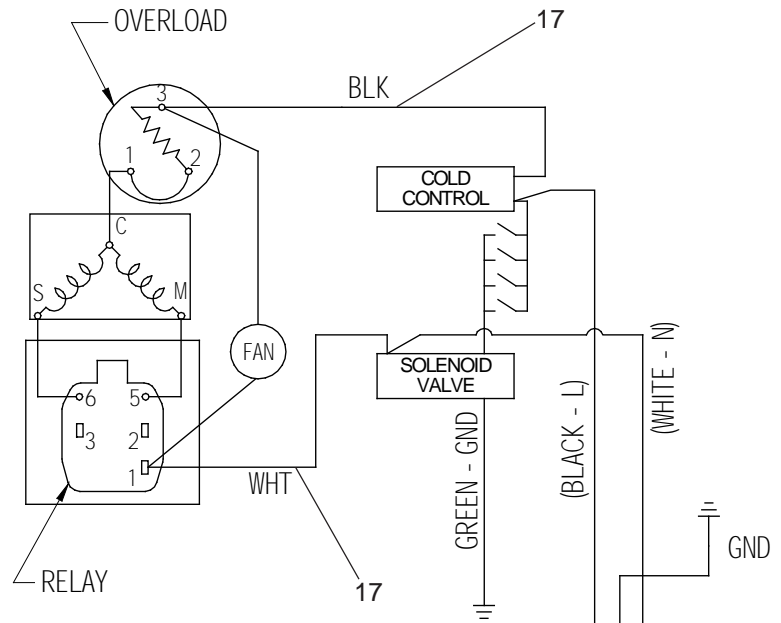 OVERLOAD
17
BLK
3
1
2
COLD
CONTROL
C
S
M
FAN
SOLENOID
VALVE
6
5
3
2
1
WHT
GREEN - GND
(BLACK - L)
(WHITE - N)
GND
RELAY
17